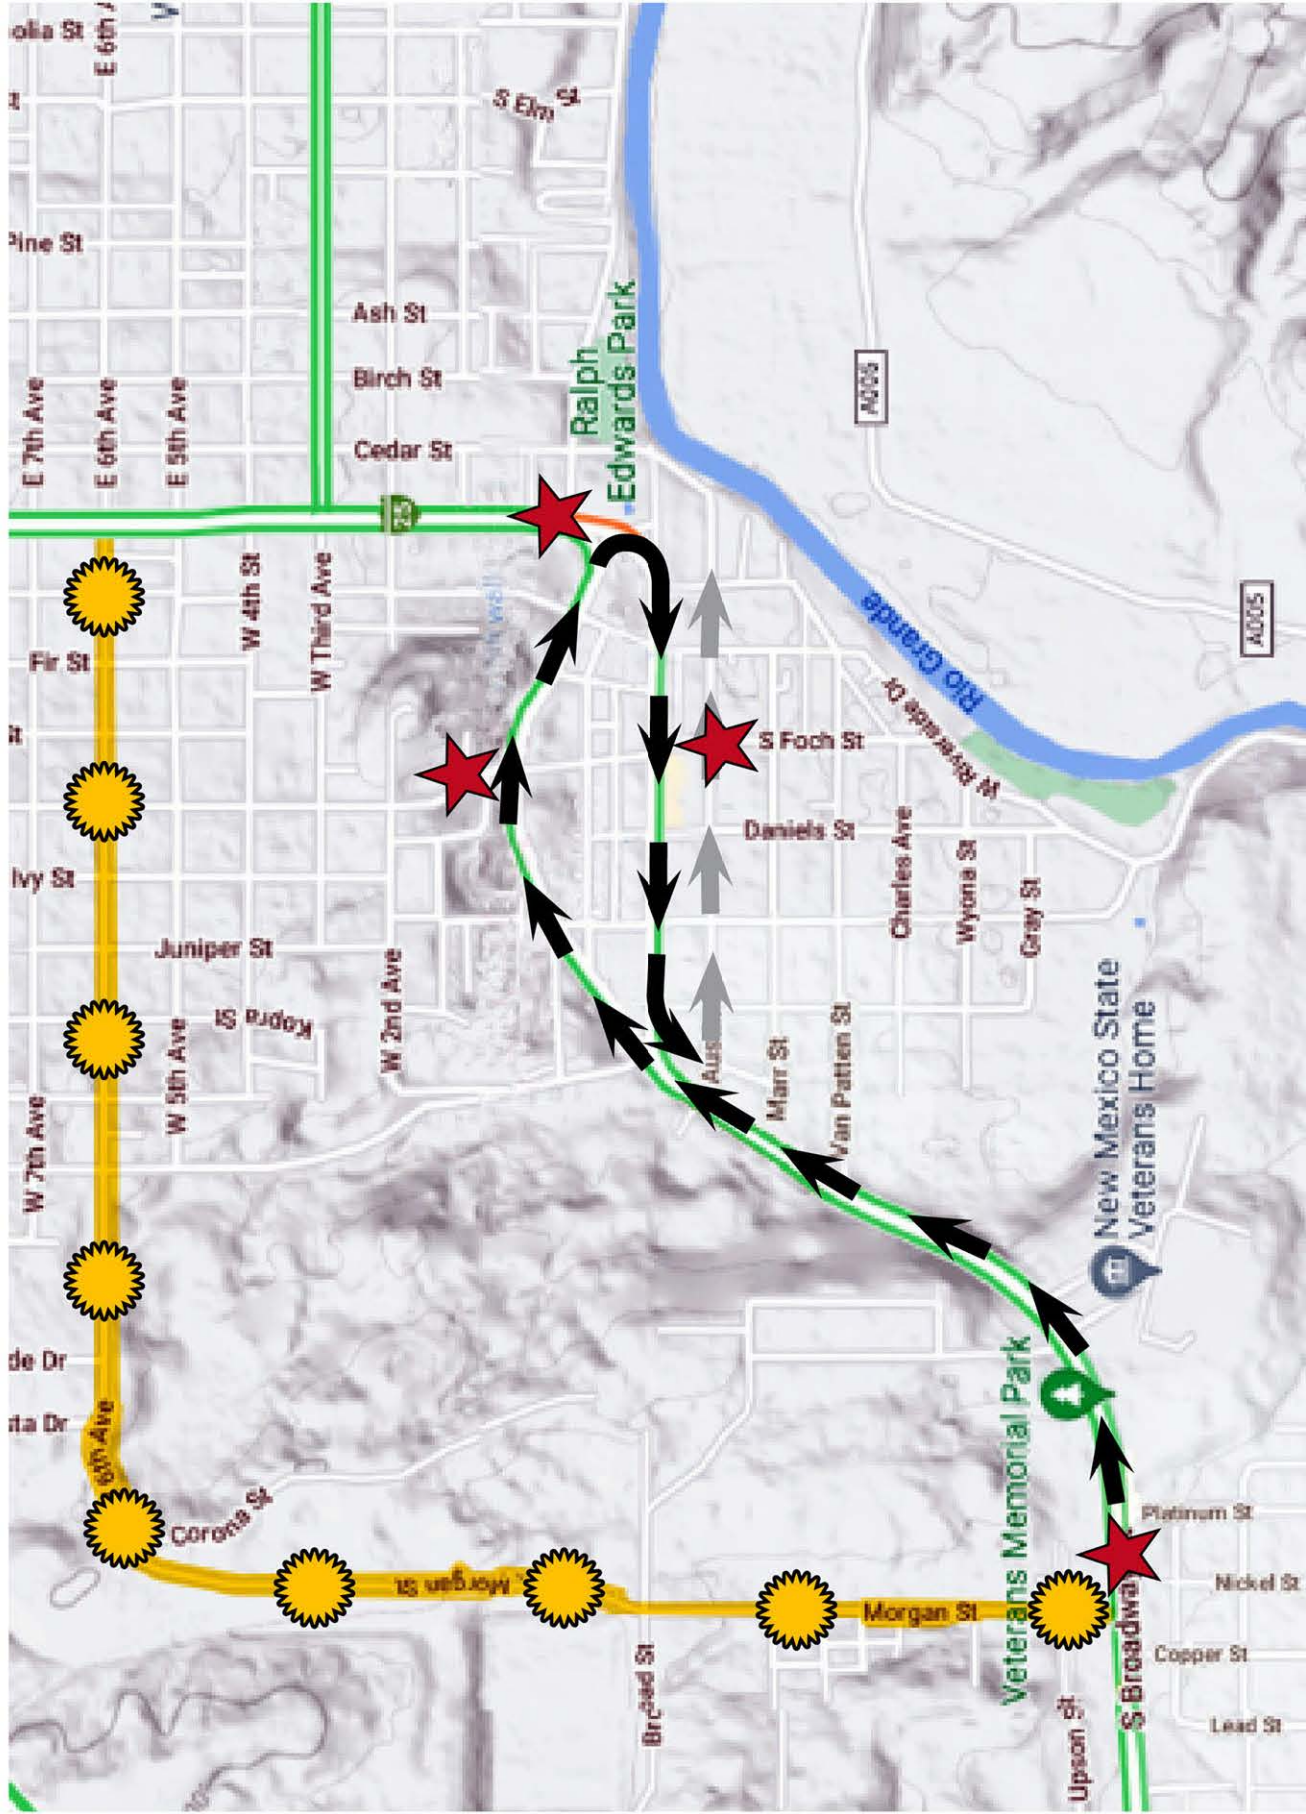 olia St
E 6th A
S Elm St
Pine St
Ash St
Birch St
Cedar St
Ralph
Edwards Park
A005
E 7th Ave
E 6th Ave
E 5th Ave
W 4th St
W Third Ave
Fir St
Rio Grande
A005
W Riverside Dr
S Foch St
Daniels St
Charles Ave
Wyona St
Gray St
Ivy St
Juniper St
Kopra St
W 2nd Ave
W 5th Ave
W 7th Ave
Aus
Marr St
Van Patten St
New Mexico State
Veterans Home
Veterans Memorial Park
de Dr
sta Dr
6th Ave
Corona St
Morgan St
Morgan St
Broad St
S Broadwa
Platinum St
Nickel St
Copper St
Lead St
Upson St